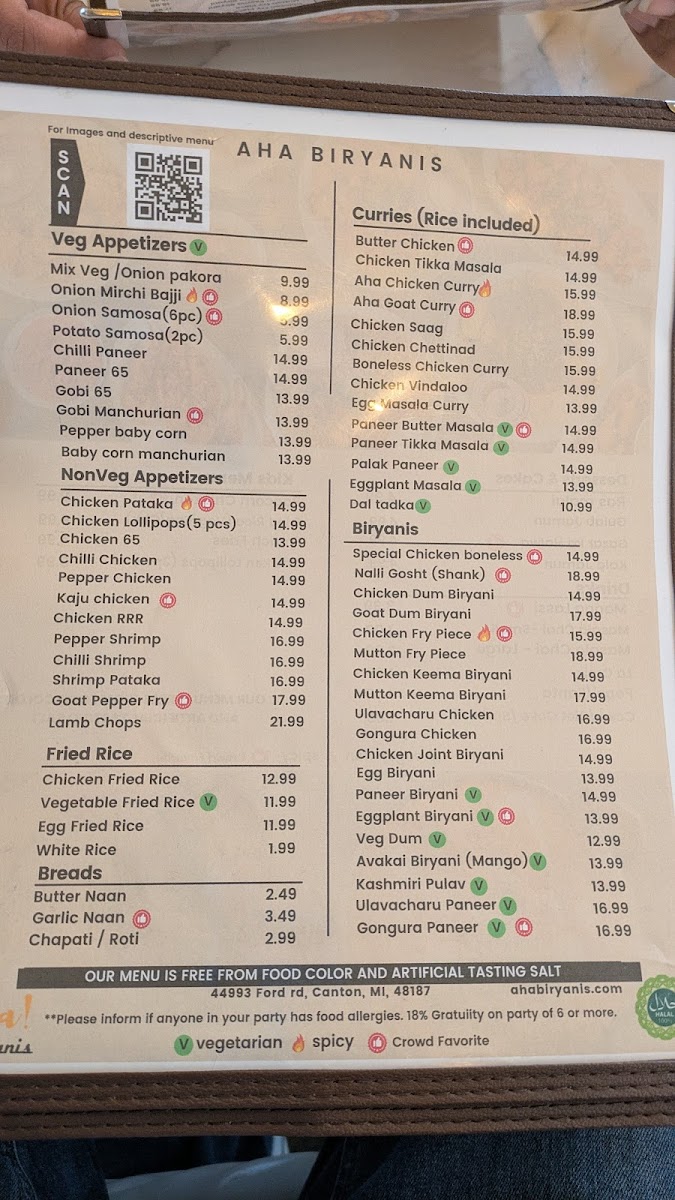 For Images and descriptive menu
SCAN
AHA BIRYANIS
Veg Appetizers V
Mix Veg /Onion pakora 9.99
Onion Mirchi Bajji 8.99
Onion Samosa(6pc)
Potato Samosa(2pc) 5.99
Chilli Paneer 14.99
Paneer 65 14.99
Gobi 65 13.99
Gobi Manchurian 13.99
Pepper baby corn 13.99
Baby corn manchurian 13.99
NonVeg Appetizers
Chicken Pataka 14.99
Chicken Lollipops(5 pcs) 14.99
Chicken 65 13.99
Chilli Chicken 14.99
Pepper Chicken 14.99
Kaju chicken 14.99
Chicken RRR 14.99
Pepper Shrimp 16.99
Chilli Shrimp 16.99
Shrimp Pataka 16.99
Goat Pepper Fry 17.99
Lamb Chops 21.99
Fried Rice
Chicken Fried Rice 12.99
Vegetable Fried Rice V 11.99
Egg Fried Rice 11.99
White Rice 1.99
Breads
Butter Naan 2.49
Garlic Naan 3.49
Chapati / Roti 2.99
Curries (Rice included)
Butter Chicken 14.99
Chicken Tikka Masala 14.99
Aha Chicken Curry 15.99
Aha Goat Curry 18.99
Chicken Saag 15.99
Chicken Chettinad 15.99
Boneless Chicken Curry 15.99
Chicken Vindaloo 14.99
Egg Masala Curry 13.99
Paneer Butter Masala V 14.99
Paneer Tikka Masala V 14.99
Palak Paneer V 14.99
Eggplant Masala V 13.99
Dal tadka V 10.99
Biryanis
Special Chicken boneless 14.99
Nalli Gosht (Shank) 18.99
Chicken Dum Biryani 14.99
Goat Dum Biryani 17.99
Chicken Fry Piece 15.99
Mutton Fry Piece 18.99
Chicken Keema Biryani 14.99
Mutton Keema Biryani 17.99
Ulavacharu Chicken 16.99
Gongura Chicken 16.99
Chicken Joint Biryani 14.99
Egg Biryani 13.99
Paneer Biryani V 14.99
Eggplant Biryani V 13.99
Veg Dum V 12.99
Avakai Biryani (Mango) V 13.99
Kashmiri Pulav V 13.99
Ulavacharu Paneer V 16.99
Gongura Paneer V 16.99
OUR MENU IS FREE FROM FOOD COLOR AND ARTIFICIAL TASTING SALT
44993 Ford rd, Canton, MI, 48187 ahabiryanis.com
**Please inform if anyone in your party has food allergies. 18% Gratuiity on party of 6 or more.
V vegetarian spicy Crowd Favorite
HALAL